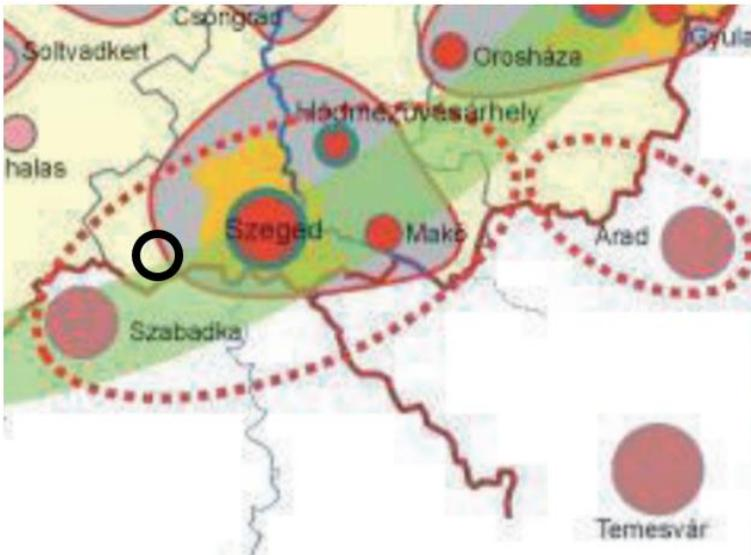 Csongrád
Soltvadkert
Orosháza
Gyula
Hódmezővásárhely
halas
Szeged
Makó
Arad
Szabadka
Temesvár